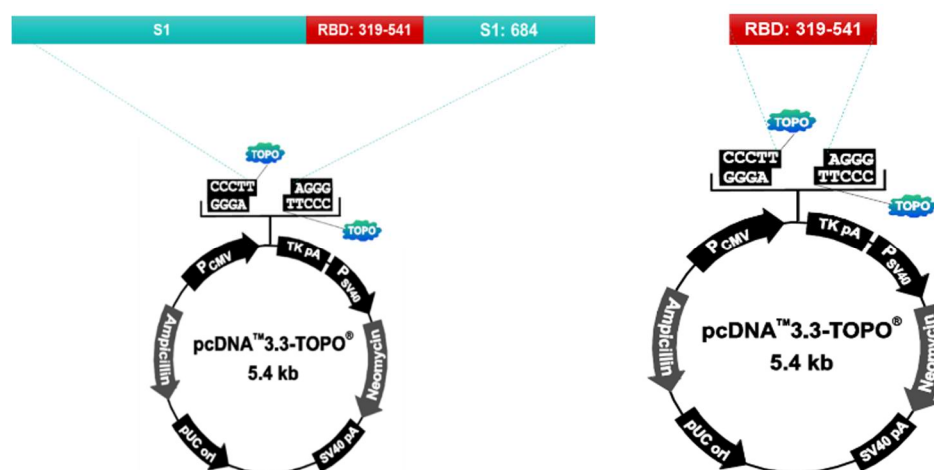 S1 RBD: 319-541 S1: 684
TOPO
CCCTT AGGG
GGGA TTCCC
TOPO
PCMV TK pA PSV40
Ampicillin Neomycin
pcDNA™3.3-TOPO®
5.4 kb
pUC ori SV40 pA
RBD: 319-541
TOPO
CCCTT AGGG
GGGA TTCCC
TOPO
PCMV TK pA PSV40
Ampicillin Neomycin
pcDNA™3.3-TOPO®
5.4 kb
pUC ori SV40 pA